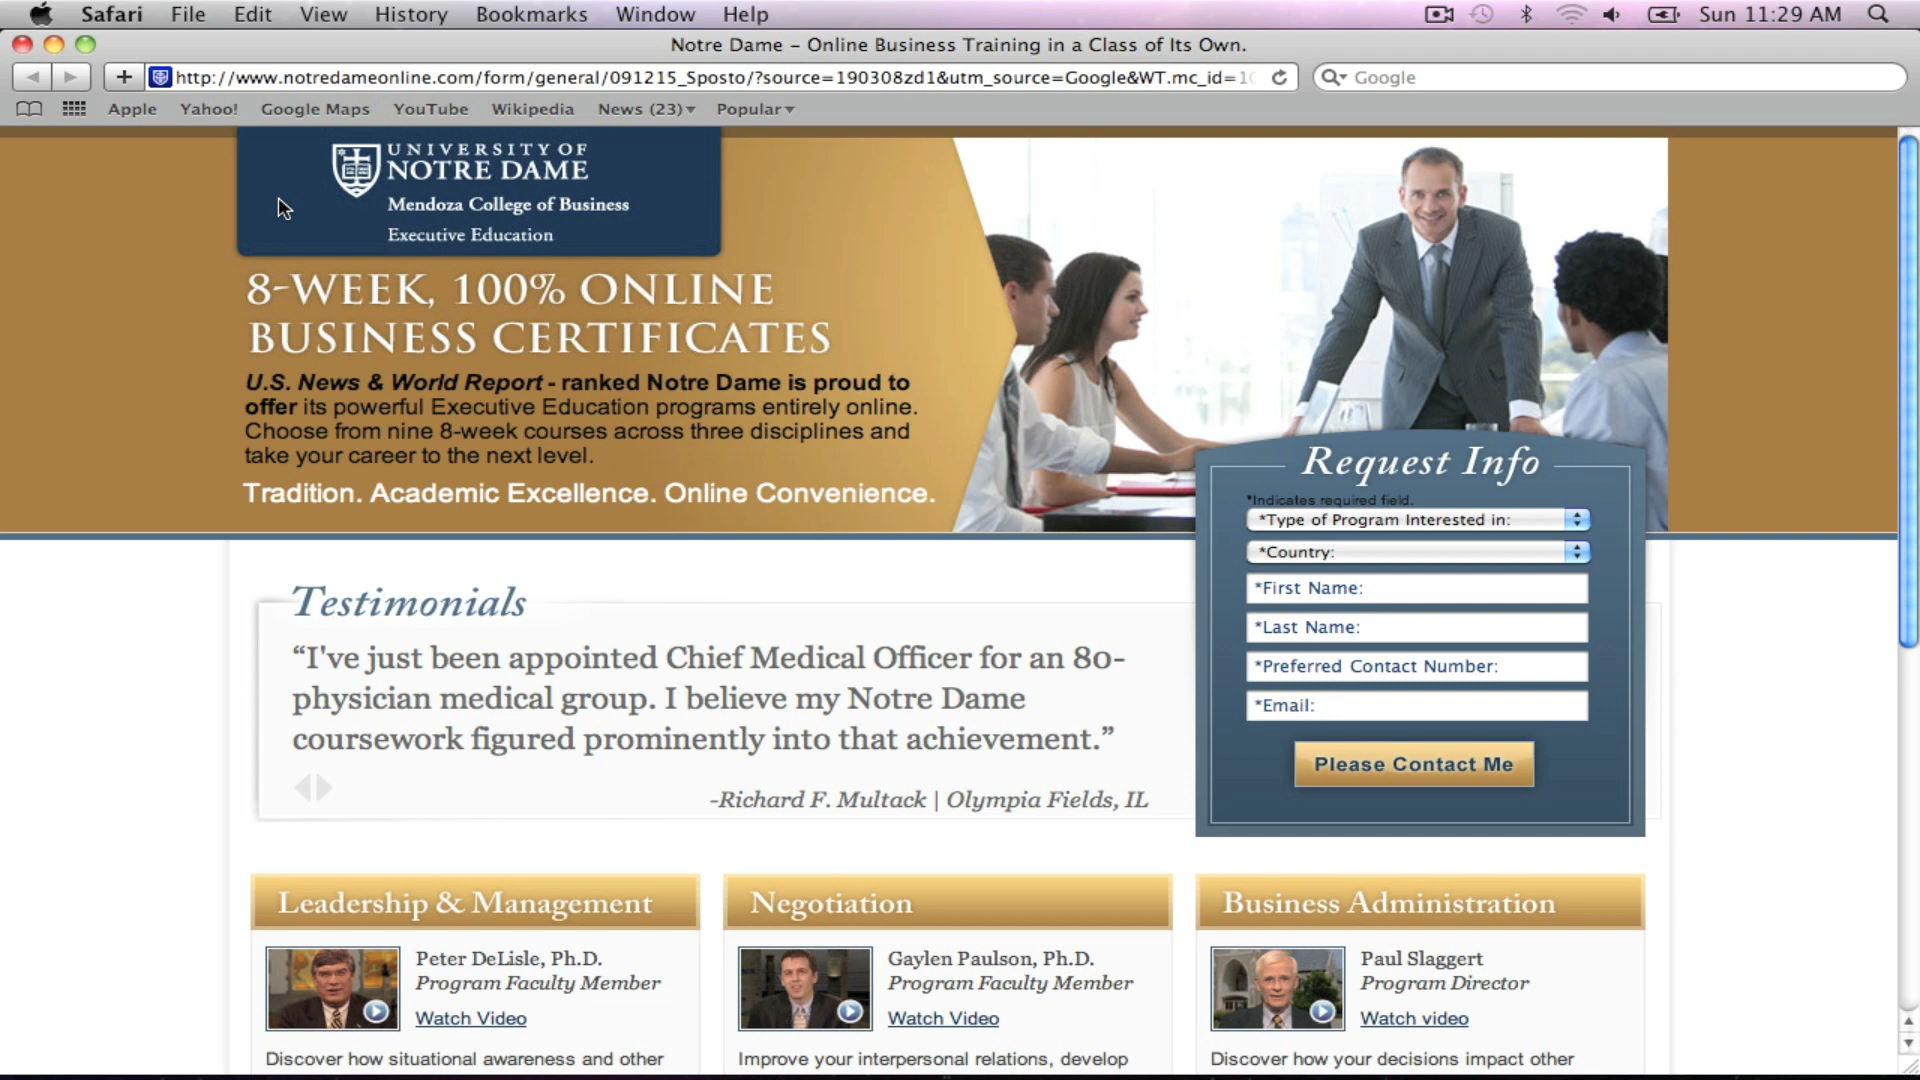 Safari File Edit View History Bookmarks Window Help Sun 11:29 AM
Notre Dame – Online Business Training in a Class of Its Own.
http://www.notredameonline.com/form/general/091215_Sposto/?source=190308zd1&utm_source=Google&WT.mc_id=10 Google
Apple Yahoo! Google Maps YouTube Wikipedia News (23) Popular
UNIVERSITY OF
NOTRE DAME
Mendoza College of Business
Executive Education
8-WEEK, 100% ONLINE
BUSINESS CERTIFICATES
U.S. News & World Report - ranked Notre Dame is proud to
offer its powerful Executive Education programs entirely online.
Choose from nine 8-week courses across three disciplines and
take your career to the next level.
Tradition. Academic Excellence. Online Convenience.
Request Info
*Indicates required field.
*Type of Program Interested in:
*Country:
*First Name:
*Last Name:
*Preferred Contact Number:
*Email:
Please Contact Me
Testimonials
“I've just been appointed Chief Medical Officer for an 80-
physician medical group. I believe my Notre Dame
coursework figured prominently into that achievement.”
-Richard F. Multack | Olympia Fields, IL
Leadership & Management
Peter DeLisle, Ph.D.
Program Faculty Member
Watch Video
Discover how situational awareness and other
Negotiation
Gaylen Paulson, Ph.D.
Program Faculty Member
Watch Video
Improve your interpersonal relations, develop
Business Administration
Paul Slaggert
Program Director
Watch video
Discover how your decisions impact other